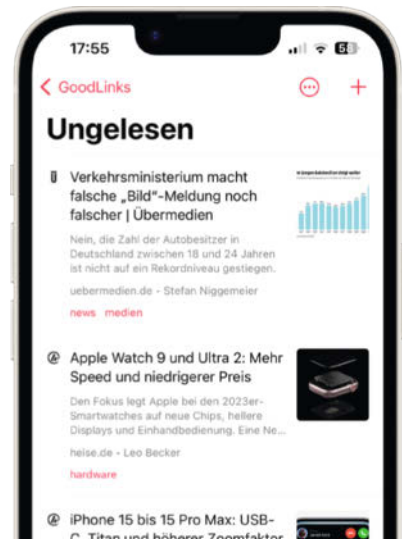 17:55
58
GoodLinks
Ungelesen
Verkehrsministerium macht
falsche „Bild“-Meldung noch
falscher | Übermedien
Nein, die Zahl der Autobesitzer in
Deutschland zwischen 18 und 24 Jahren
ist nicht auf ein Rekordniveau gestiegen.
uebermedien.de - Stefan Niggemeier
news medien
Apple Watch 9 und Ultra 2: Mehr
Speed und niedrigerer Preis
Den Fokus legt Apple bei den 2023er-
Smartwatches auf neue Chips, hellere
Displays und Einhandbedienung. Eine Ne...
heise.de - Leo Becker
hardware
iPhone 15 bis 15 Pro Max: USB-
C, Titan und höherer Zoomfaktor